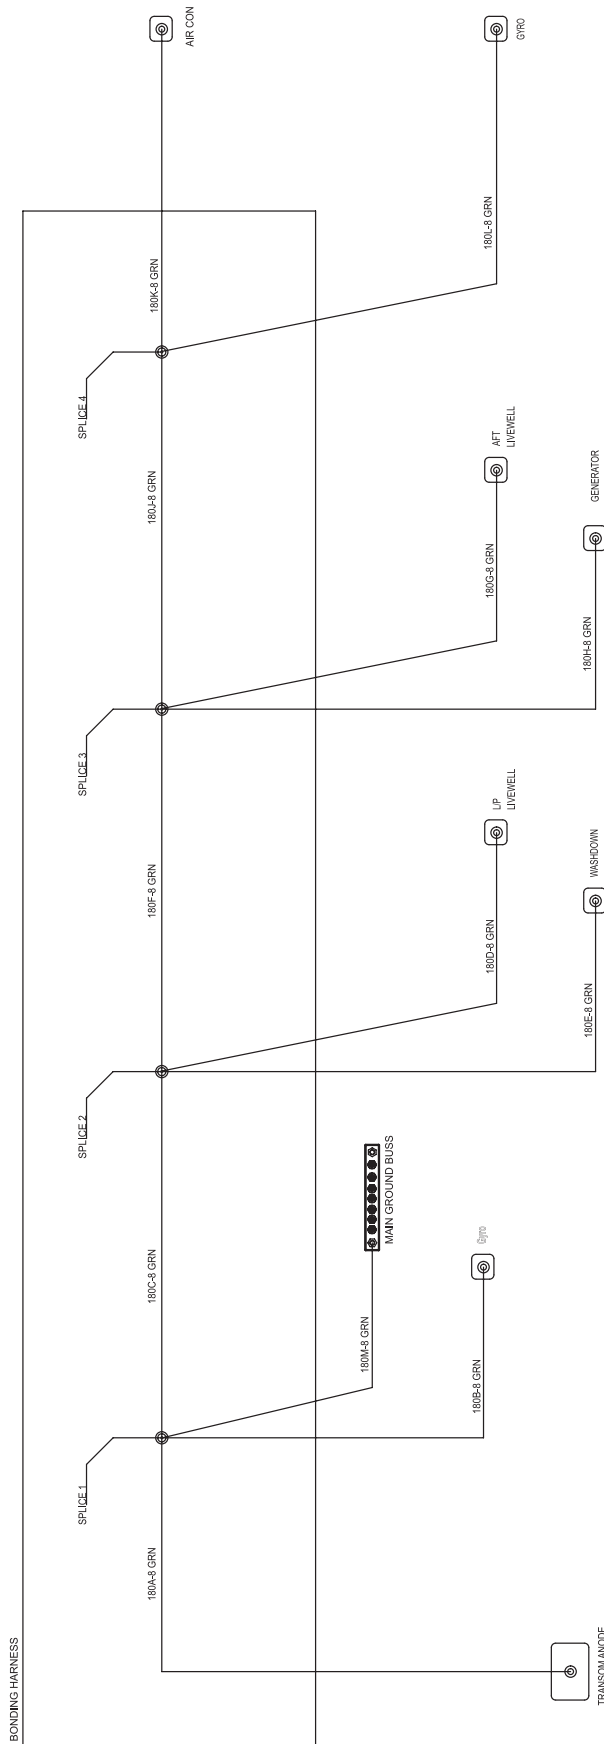 BONDING HARNESS
TRANSOM ANODE
180A-8 GRN
SPLICE 1
180B-8 GRN
Gyro
180M-8 GRN
MAIN GROUND BUSS
180C-8 GRN
SPLICE 2
180E-8 GRN
WASHDOWN
180D-8 GRN
L/P
LIVEWELL
180F-8 GRN
SPLICE 3
180H-8 GRN
GENERATOR
180G-8 GRN
AFT
LIVEWELL
180J-8 GRN
SPLICE 4
180K-8 GRN
180L-8 GRN
AIR CON
GYRO